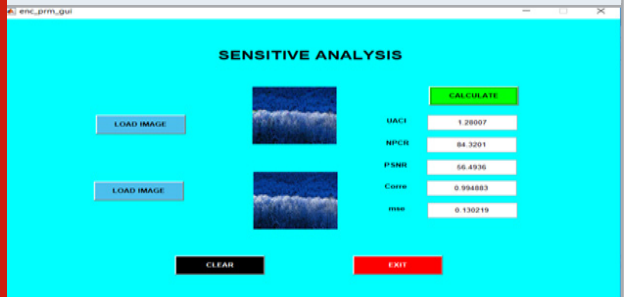 enc_prm_gui
SENSITIVE ANALYSIS
CALCULATE
LOAD IMAGE
UACI 1.28007
NPCR 84.3201
PSNR 56.4936
LOAD IMAGE
Corre 0.994883
mse 0.130219
CLEAR
EXIT